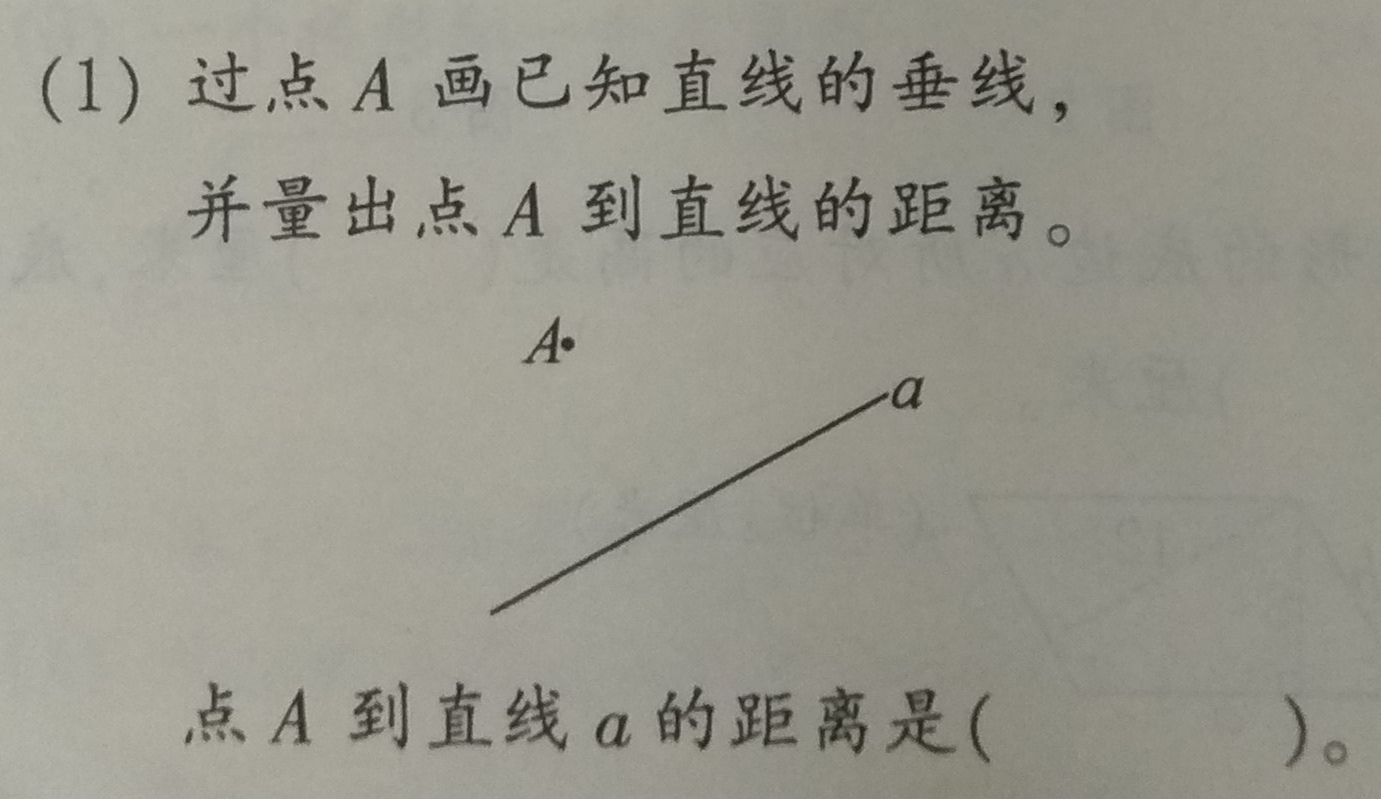 (1) 过点 A 画已知直线的垂线，
并量出点 A 到直线的距离。
A
a
点 A 到直线 a 的距离是(　　)。